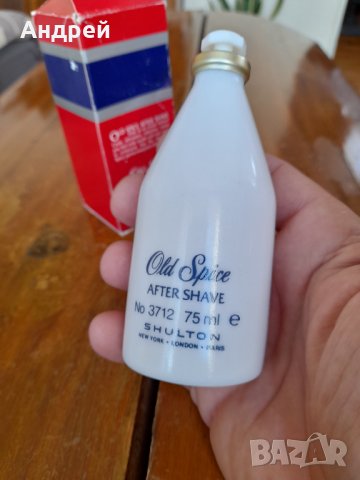 Андрей
Old Spice
AFTER SHAVE
No 3712 75 ml e
SHULTON
NEW YORK • LONDON • PARIS
BAZAR